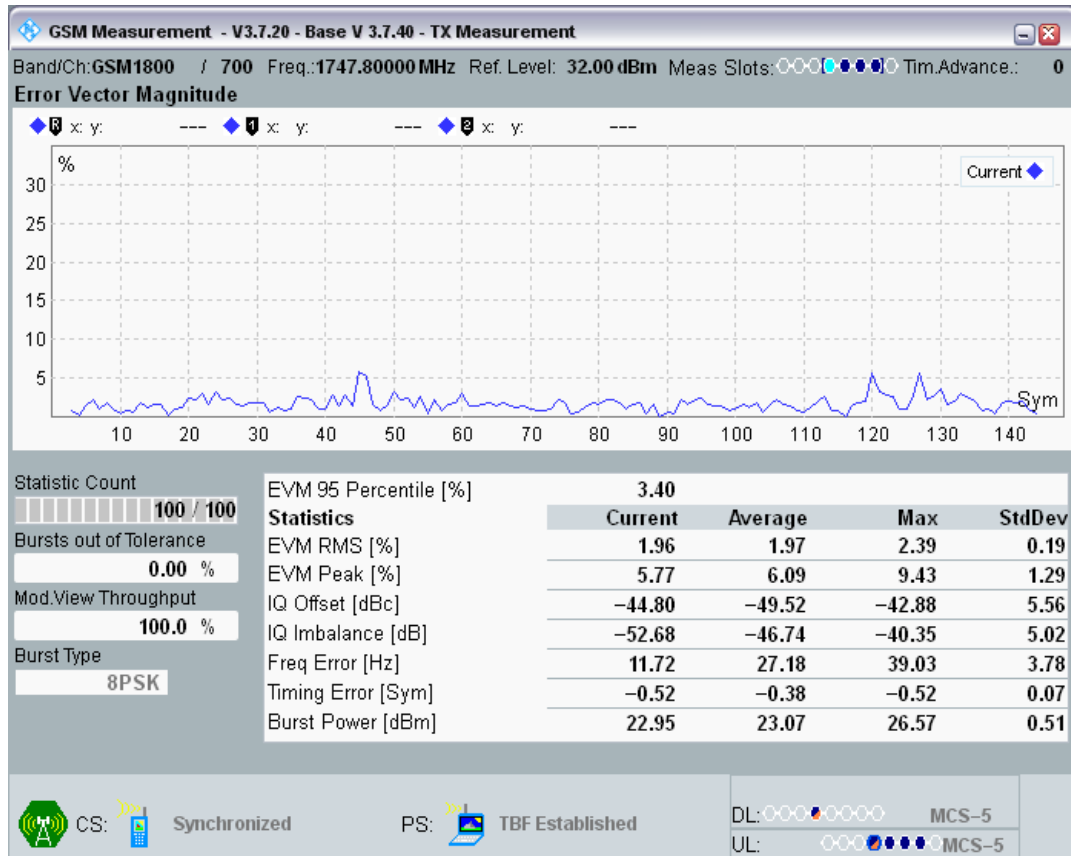 GSM Measurement - V3.7.20 - Base V 3.7.40 - TX Measurement
Band/Ch:GSM1800 / 700 Freq.:1747.80000 MHz Ref. Level: 32.00 dBm Meas Slots: Tim.Advance.: 0
Error Vector Magnitude
R x: y: --- 1 x: y: --- 2 x: y: ---
%
Current
30
25
20
15
10
5
Sym
10 20 30 40 50 60 70 80 90 100 110 120 130 140
Statistic Count
100 / 100
Bursts out of Tolerance
0.00 %
Mod.View Throughput
100.0 %
Burst Type
8PSK
EVM 95 Percentile [%] 3.40
Statistics Current Average Max StdDev
EVM RMS [%] 1.96 1.97 2.39 0.19
EVM Peak [%] 5.77 6.09 9.43 1.29
IQ Offset [dBc] −44.80 −49.52 −42.88 5.56
IQ Imbalance [dB] −52.68 −46.74 −40.35 5.02
Freq Error [Hz] 11.72 27.18 39.03 3.78
Timing Error [Sym] −0.52 −0.38 −0.52 0.07
Burst Power [dBm] 22.95 23.07 26.57 0.51
CS: Synchronized PS: TBF Established
DL: MCS−5
UL: MCS−5